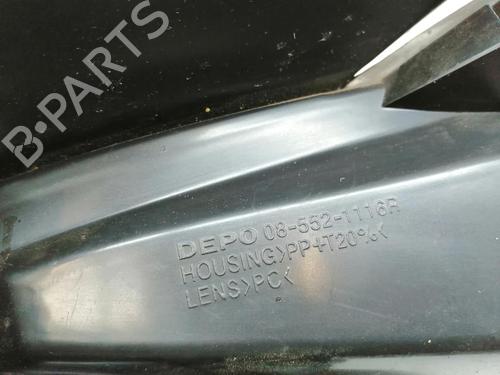 B-PARTS
DEPO 08-552-1116R
HOUSING>PP+T20%<
LENS>PC<